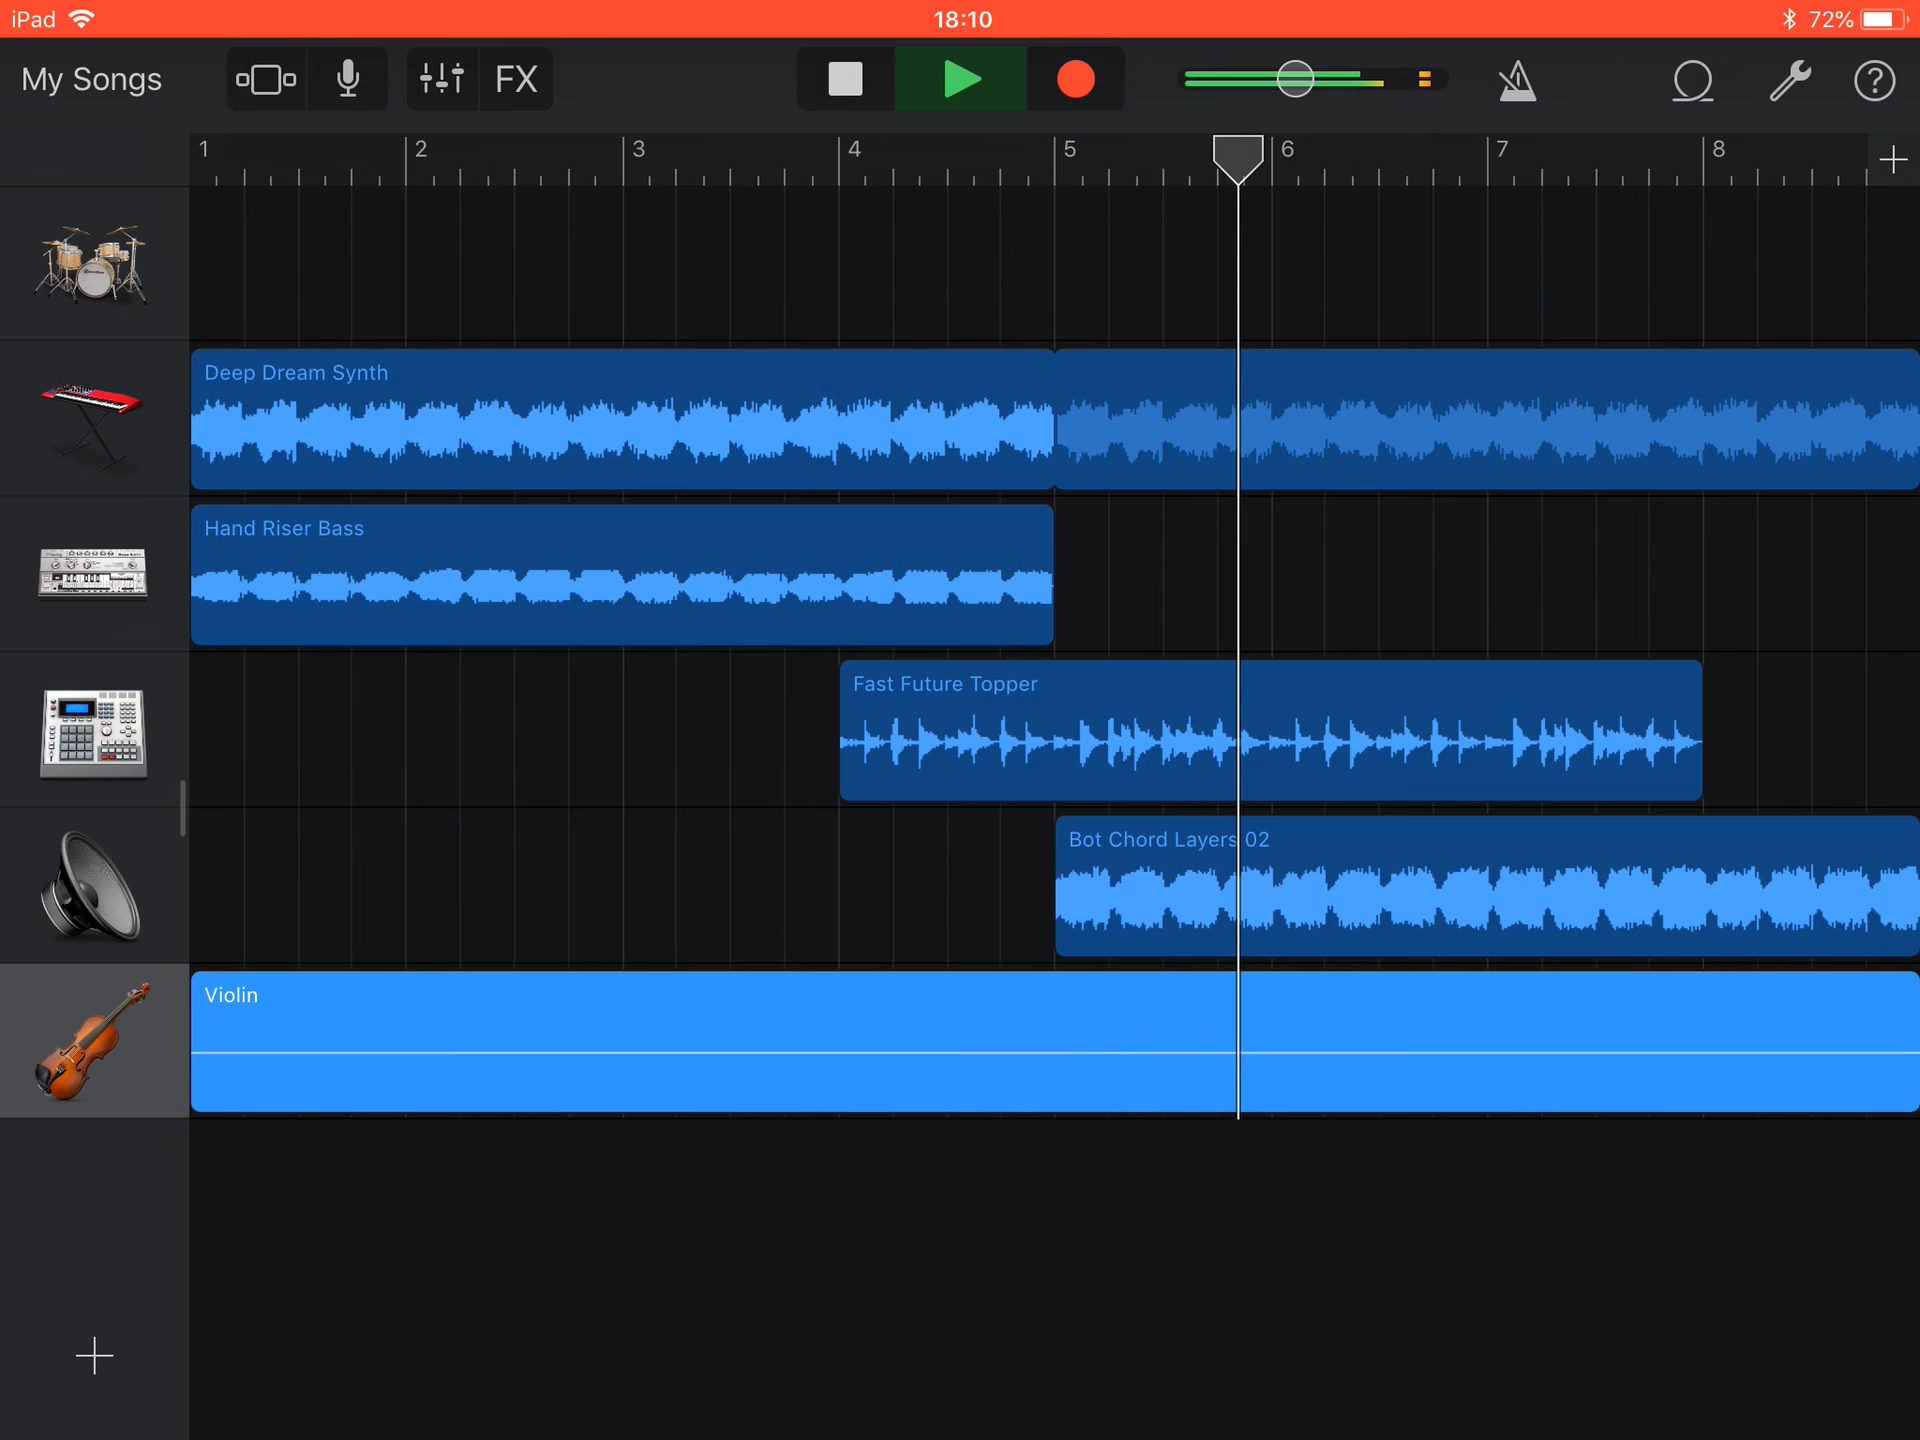 iPad 18:10 72%
My Songs FX
1 2 3 4 5 6 7 8
Deep Dream Synth
Hand Riser Bass
Fast Future Topper
Bot Chord Layers 02
Violin